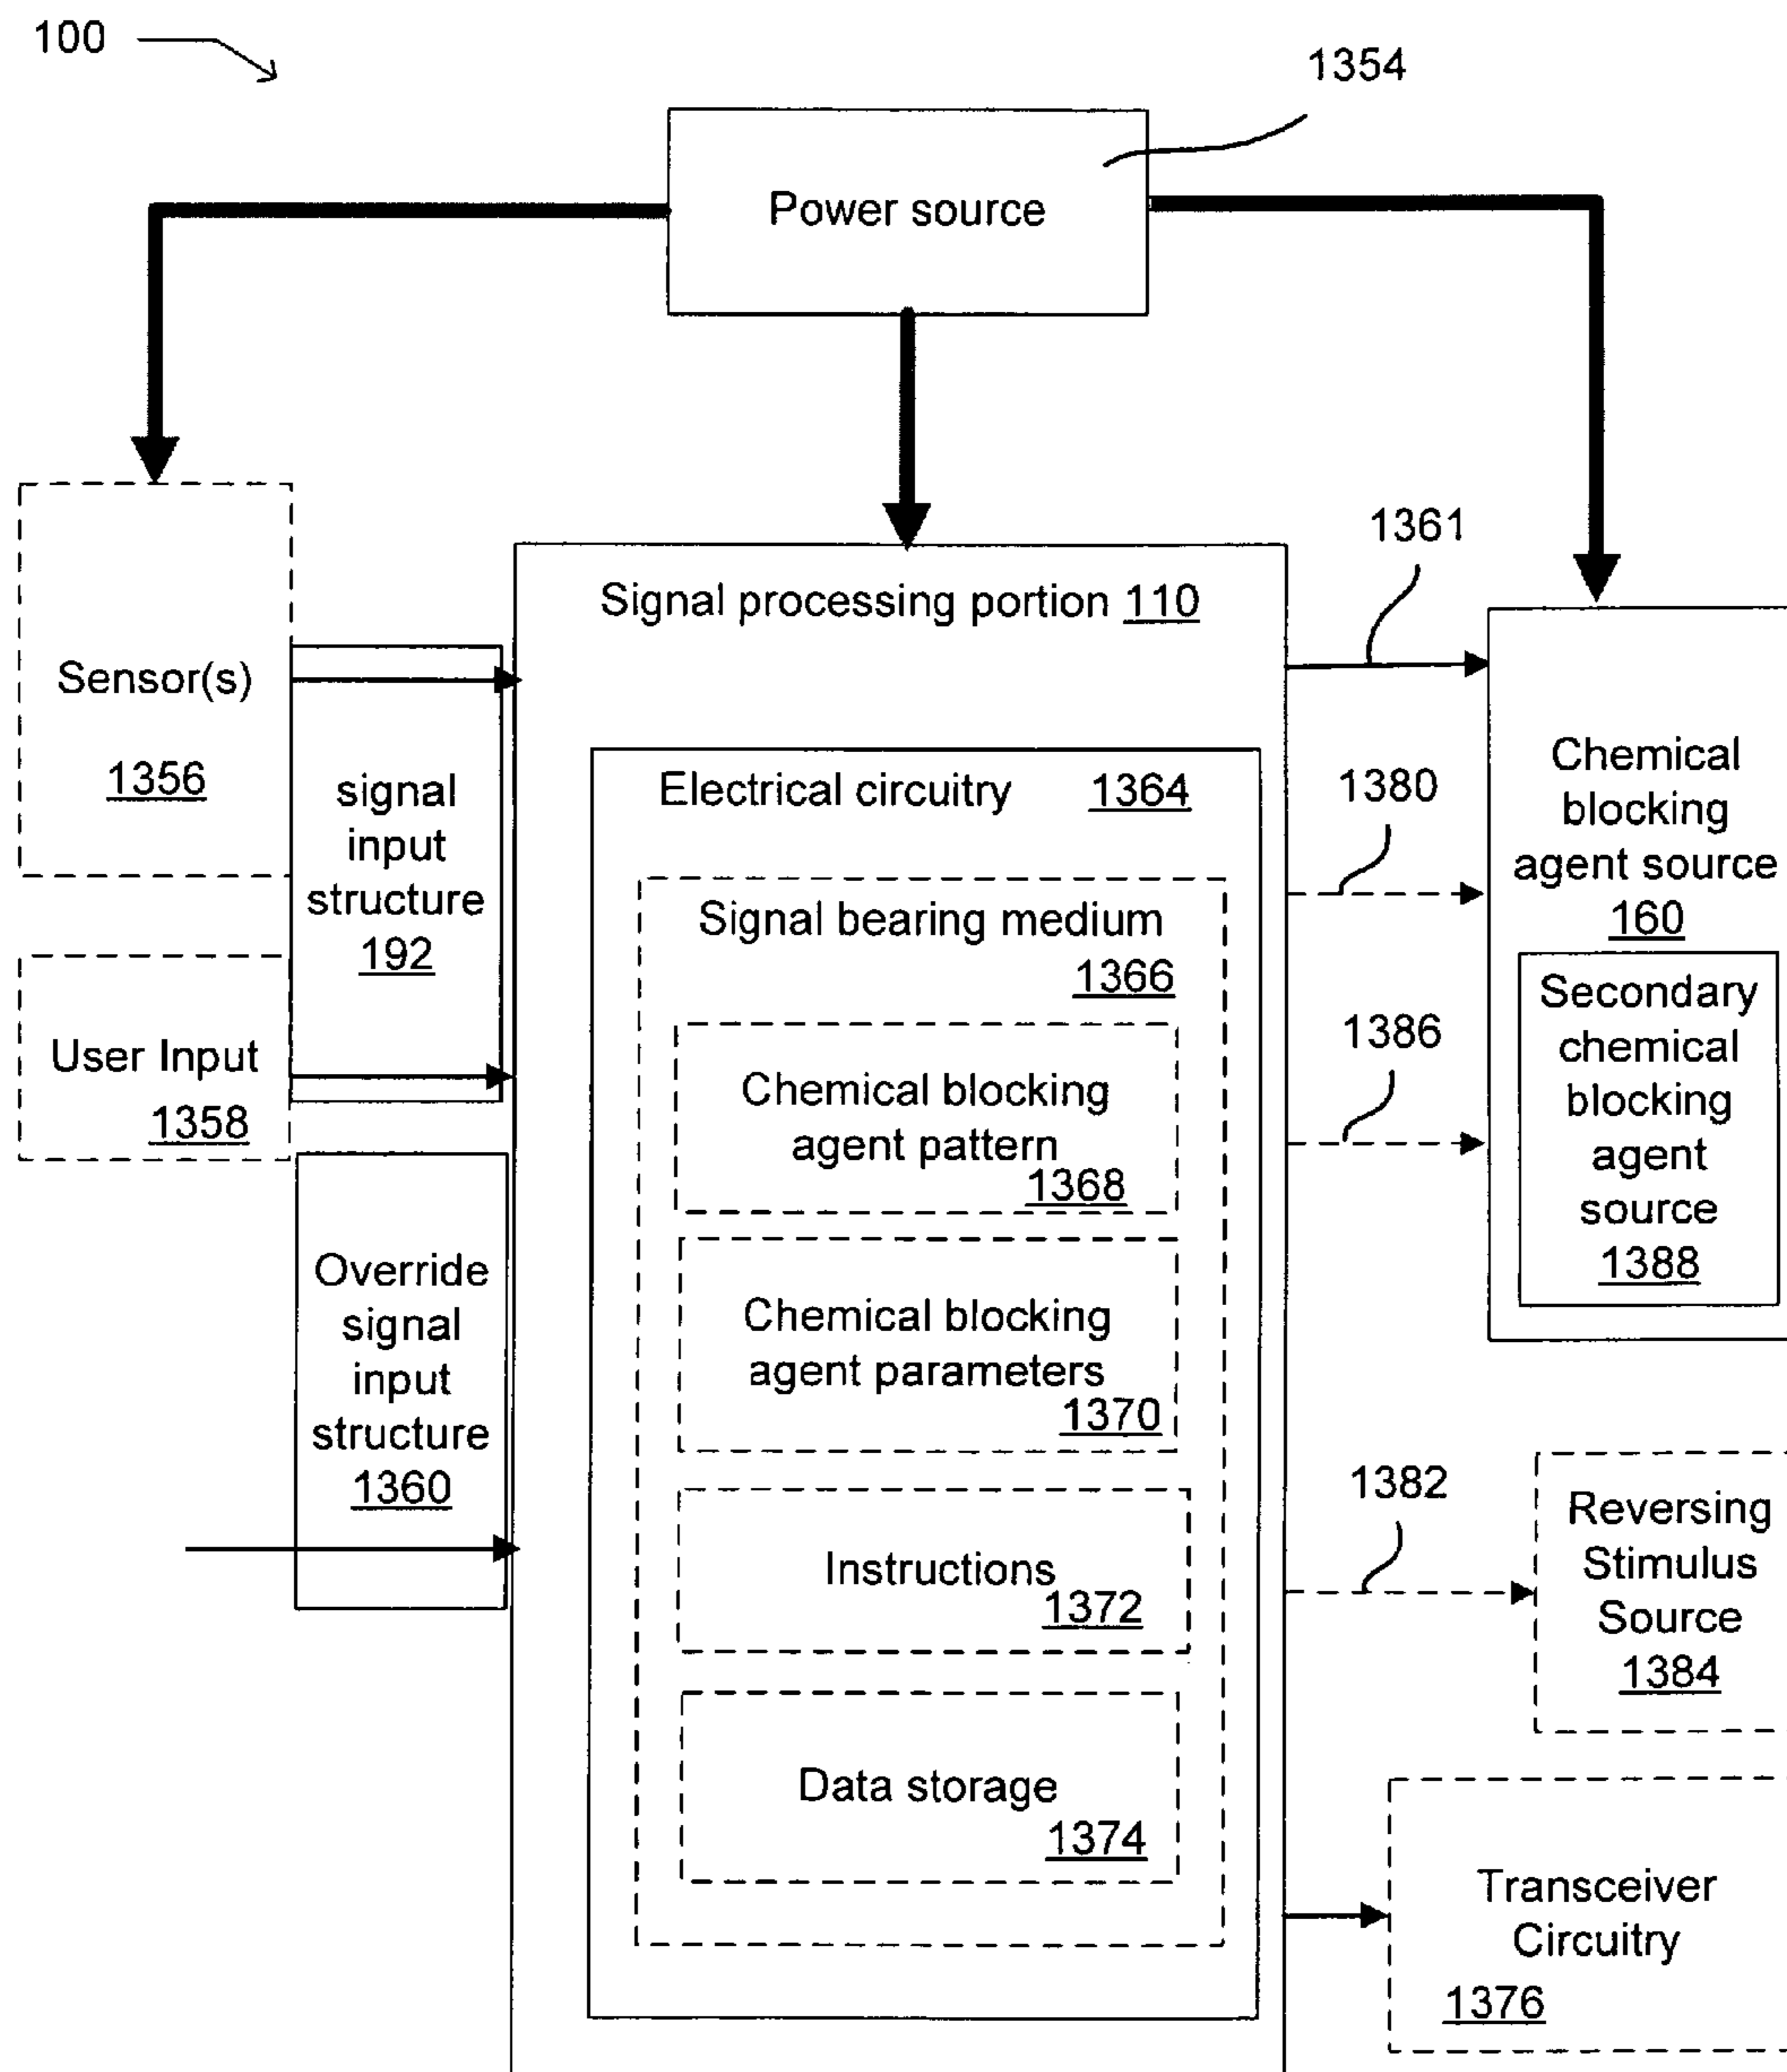 100
1354
Power source
1361
Signal processing portion 110
Sensor(s)
1356
signal
input
structure
192
Electrical circuitry 1364
1380
Chemical
blocking
agent source
160
Signal bearing medium
1366
1386
Secondary
chemical
blocking
agent
source
1388
User Input
1358
Chemical blocking
agent pattern
1368
Override
signal
input
structure
1360
Chemical blocking
agent parameters
1370
1382
Reversing
Stimulus
Source
1384
Instructions
1372
Data storage
1374
Transceiver
Circuitry
1376